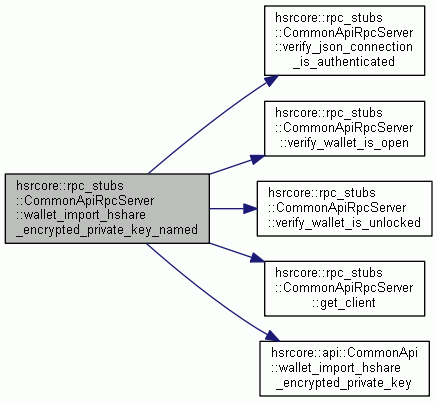 hsrcore::rpc_stubs
::CommonApiRpcServer
::verify_json_connection
_is_authenticated
hsrcore::rpc_stubs
::CommonApiRpcServer
::verify_wallet_is_open
hsrcore::rpc_stubs
::CommonApiRpcServer
::wallet_import_hshare
_encrypted_private_key_named
hsrcore::rpc_stubs
::CommonApiRpcServer
::verify_wallet_is_unlocked
hsrcore::rpc_stubs
::CommonApiRpcServer
::get_client
hsrcore::api::CommonApi
::wallet_import_hshare
_encrypted_private_key